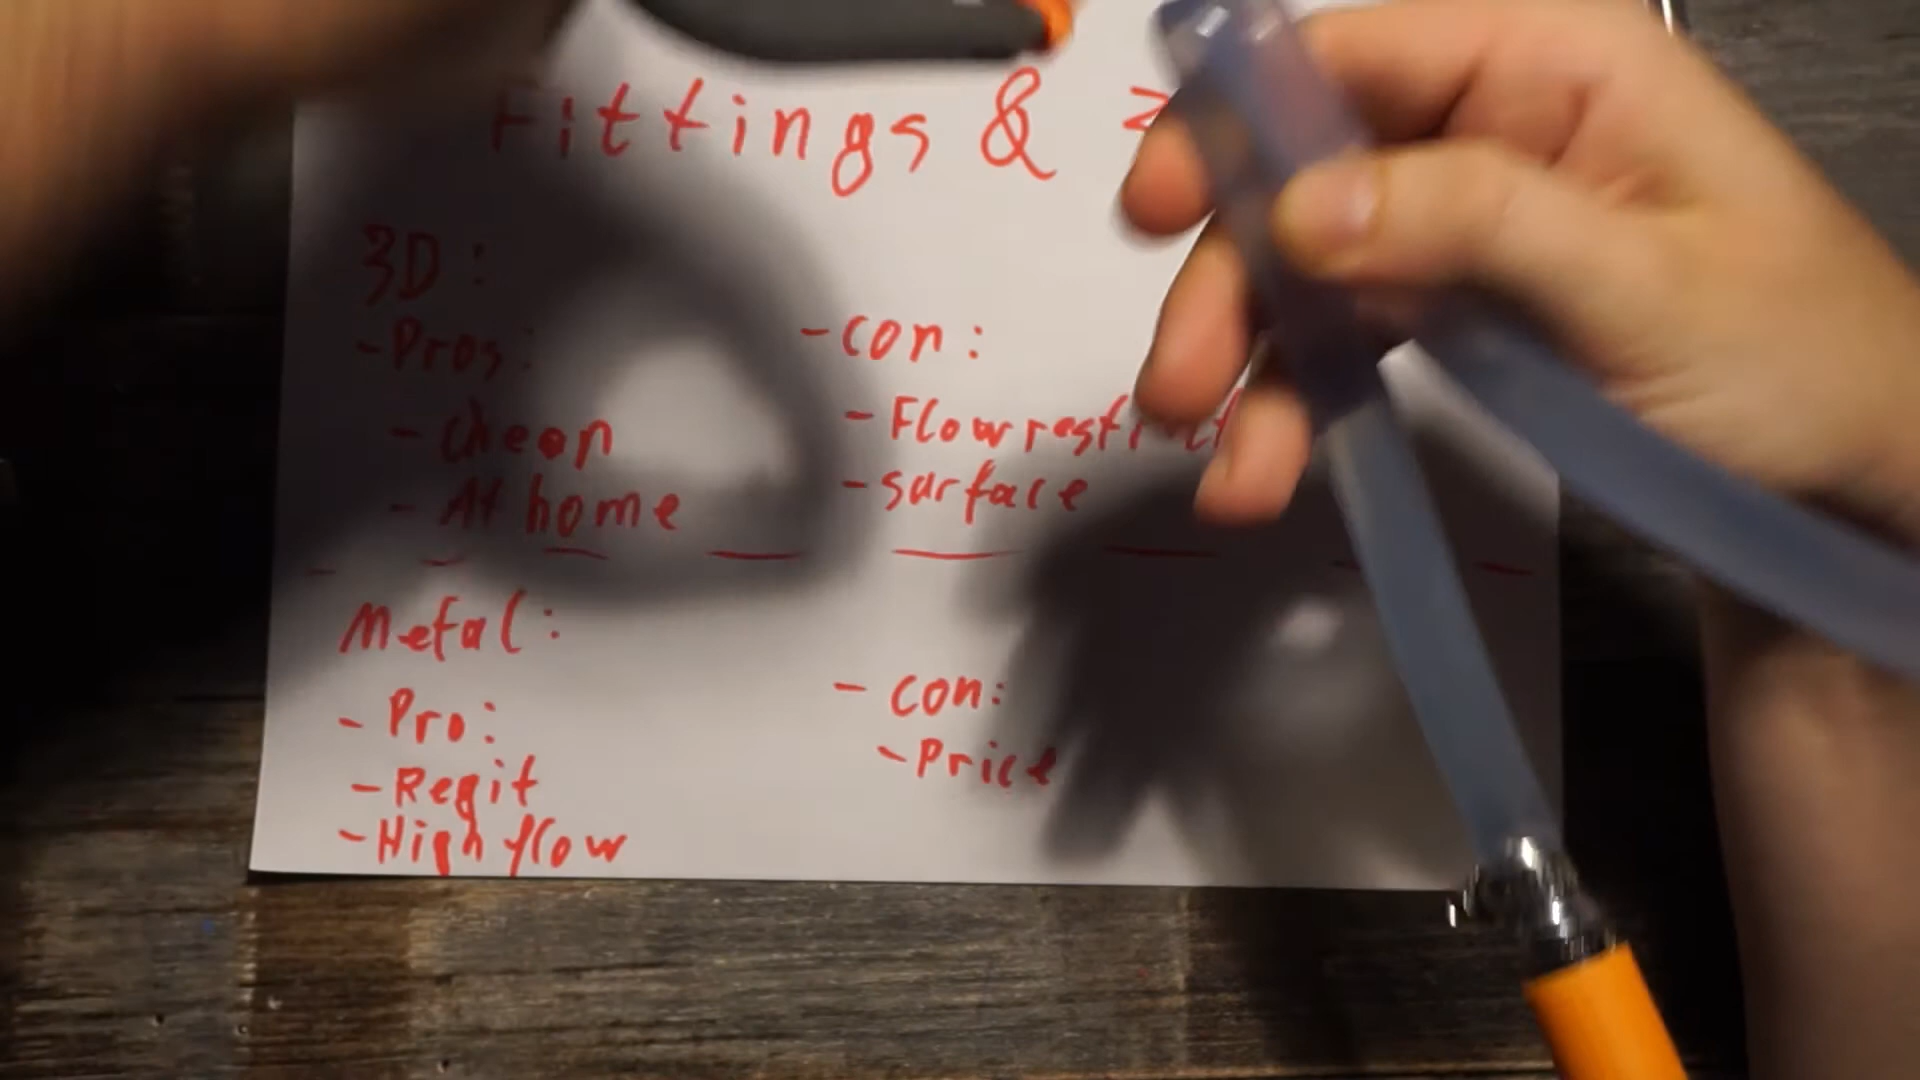 Fittings &
3D:
-Pros:
-con:
-Cheap
-Flow restrict
-At home
-surface
Metal:
-Pro:
-con:
-Regit
-Price
-High flow